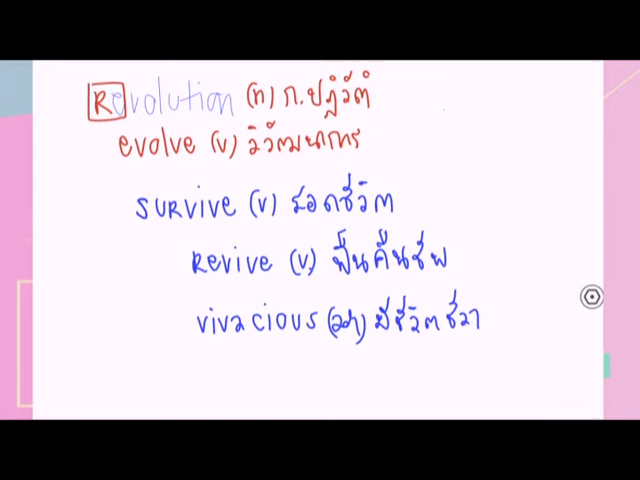 Revolution (n) ก.ปฏิวัติ
evolve (v) วิวัฒนาการ
survive (v) รอดชีวิต
Revive (v) ฟื้นคืนชีพ
vivacious (adj) มีชีวิตชีวา